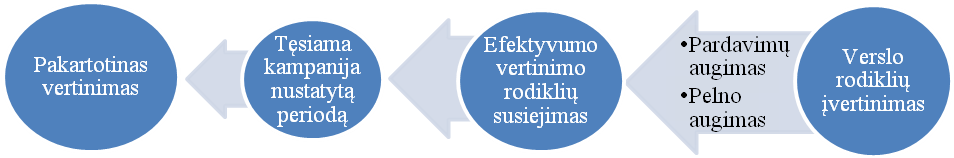 Pakartotinas
vertinimas
Tęsiama
kampanija
nustatytą
periodą
Efektyvumo
vertinimo
rodiklių
susiejimas
•Pardavimų
augimas
•Pelno
augimas
Verslo
rodiklių
įvertinimas